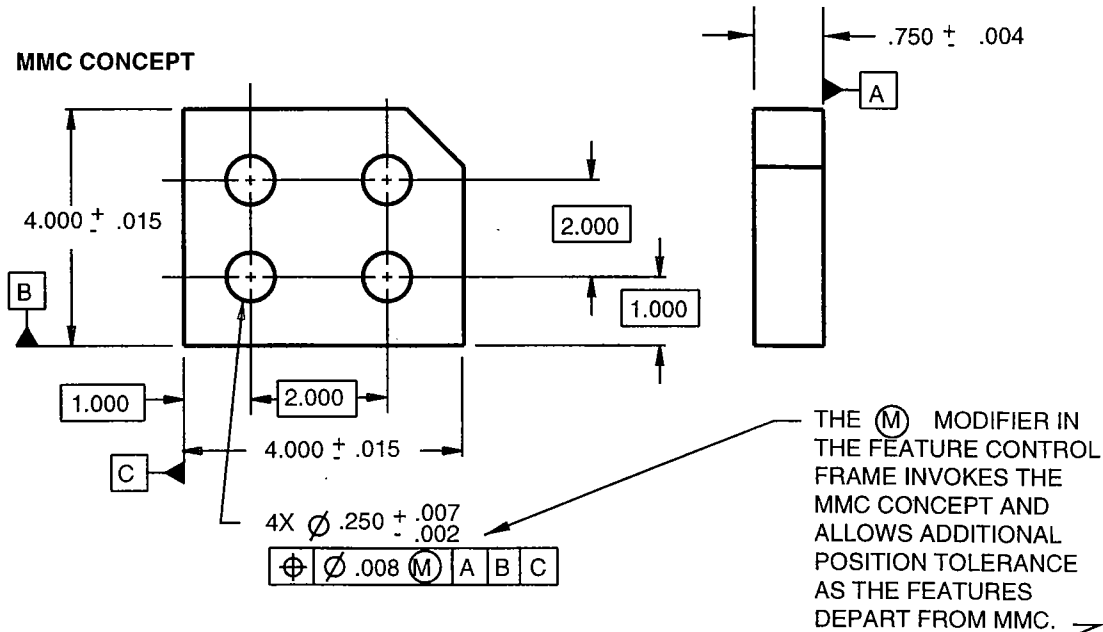 MMC CONCEPT
.750 ± .004
A
4.000 ± .015
2.000
B
1.000
1.000
2.000
C
4.000 ± .015
4X Ø .250 + .007
- .002
⌖ Ø .008 Ⓜ A B C
THE Ⓜ MODIFIER IN
THE FEATURE CONTROL
FRAME INVOKES THE
MMC CONCEPT AND
ALLOWS ADDITIONAL
POSITION TOLERANCE
AS THE FEATURES
DEPART FROM MMC.